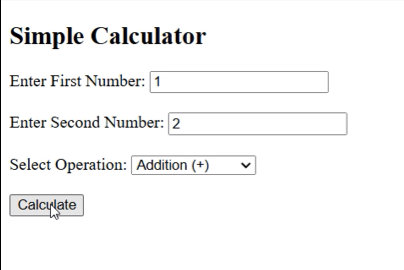 Simple Calculator
Enter First Number: 1
Enter Second Number: 2
Select Operation: Addition (+)
Calculate